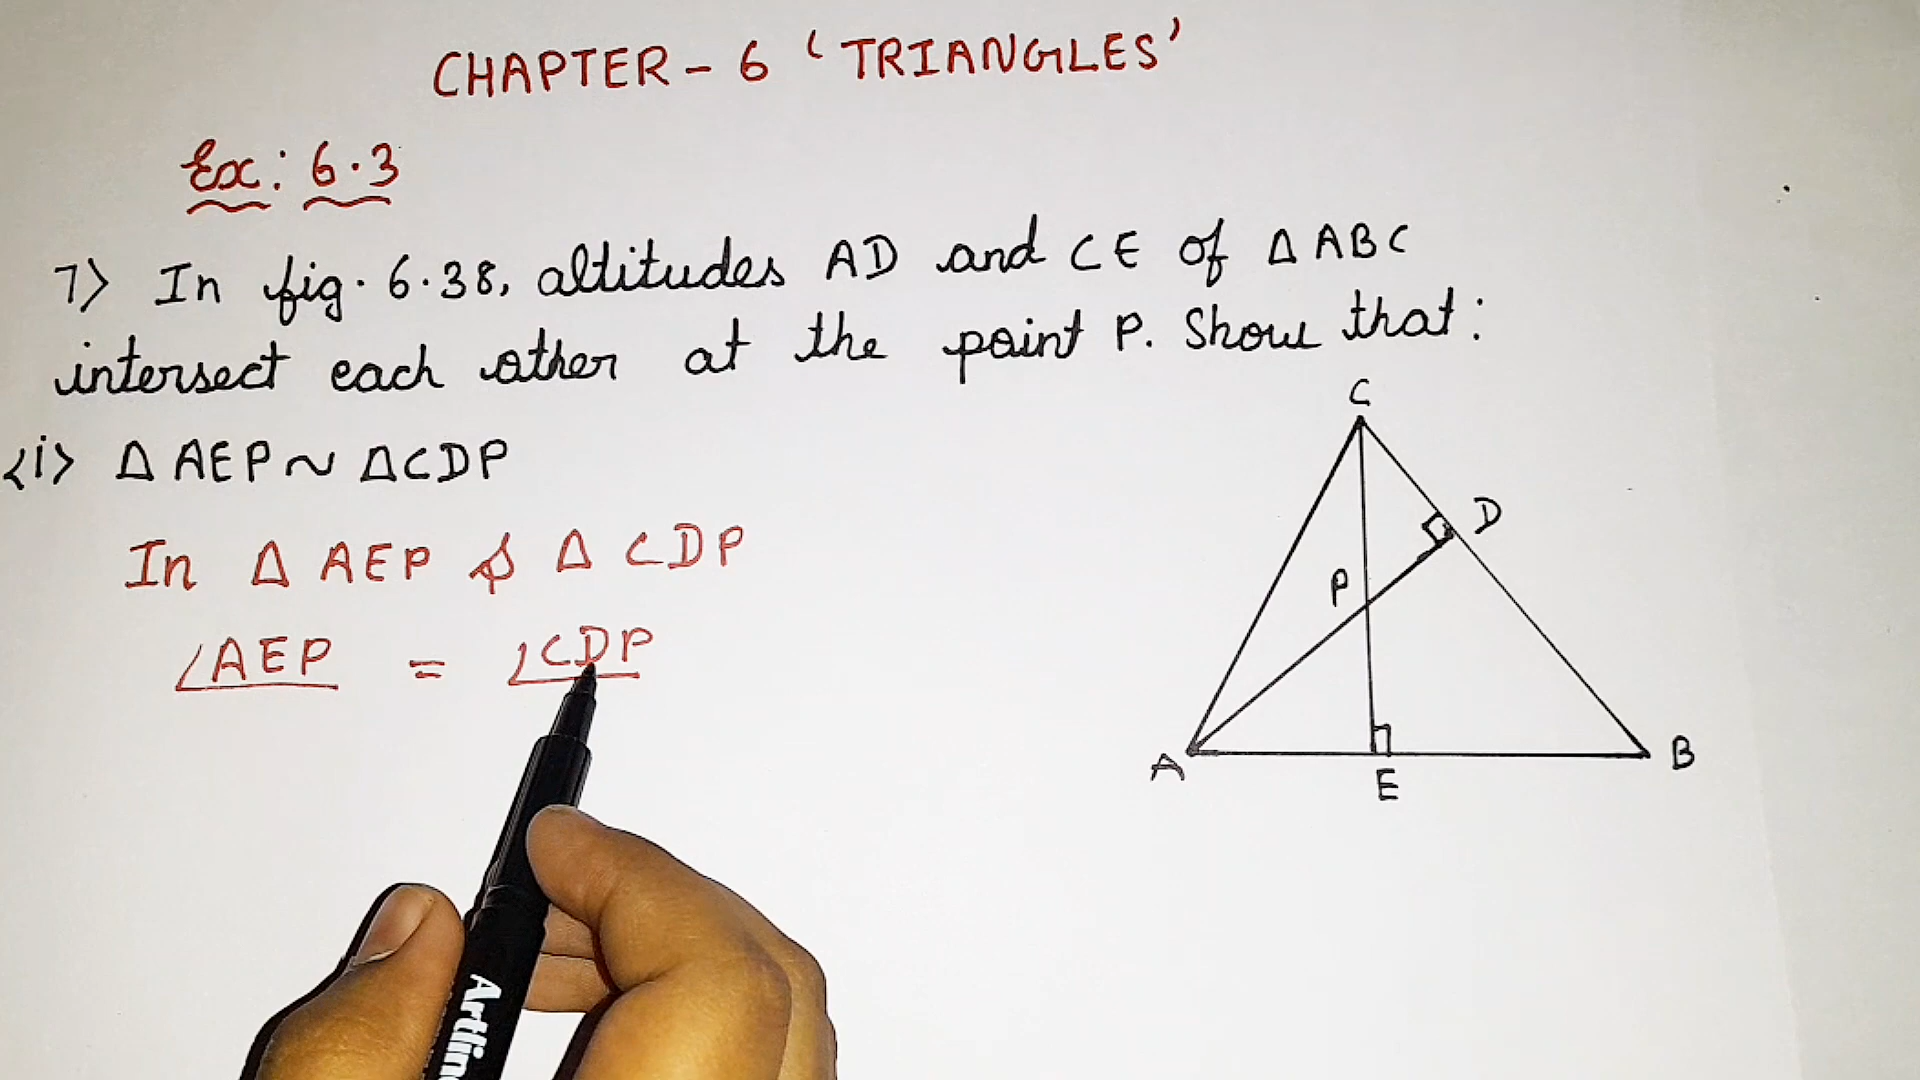 CHAPTER - 6 ‘TRIANGLES’
Ex: 6.3
7) In fig. 6.38, altitudes AD and CE of Δ ABC
intersect each other at the point P. Show that:
(i) Δ AEP ~ Δ CDP
In Δ AEP & Δ CDP
∠AEP = ∠CDP
C
D
P
A
E
B
Artline